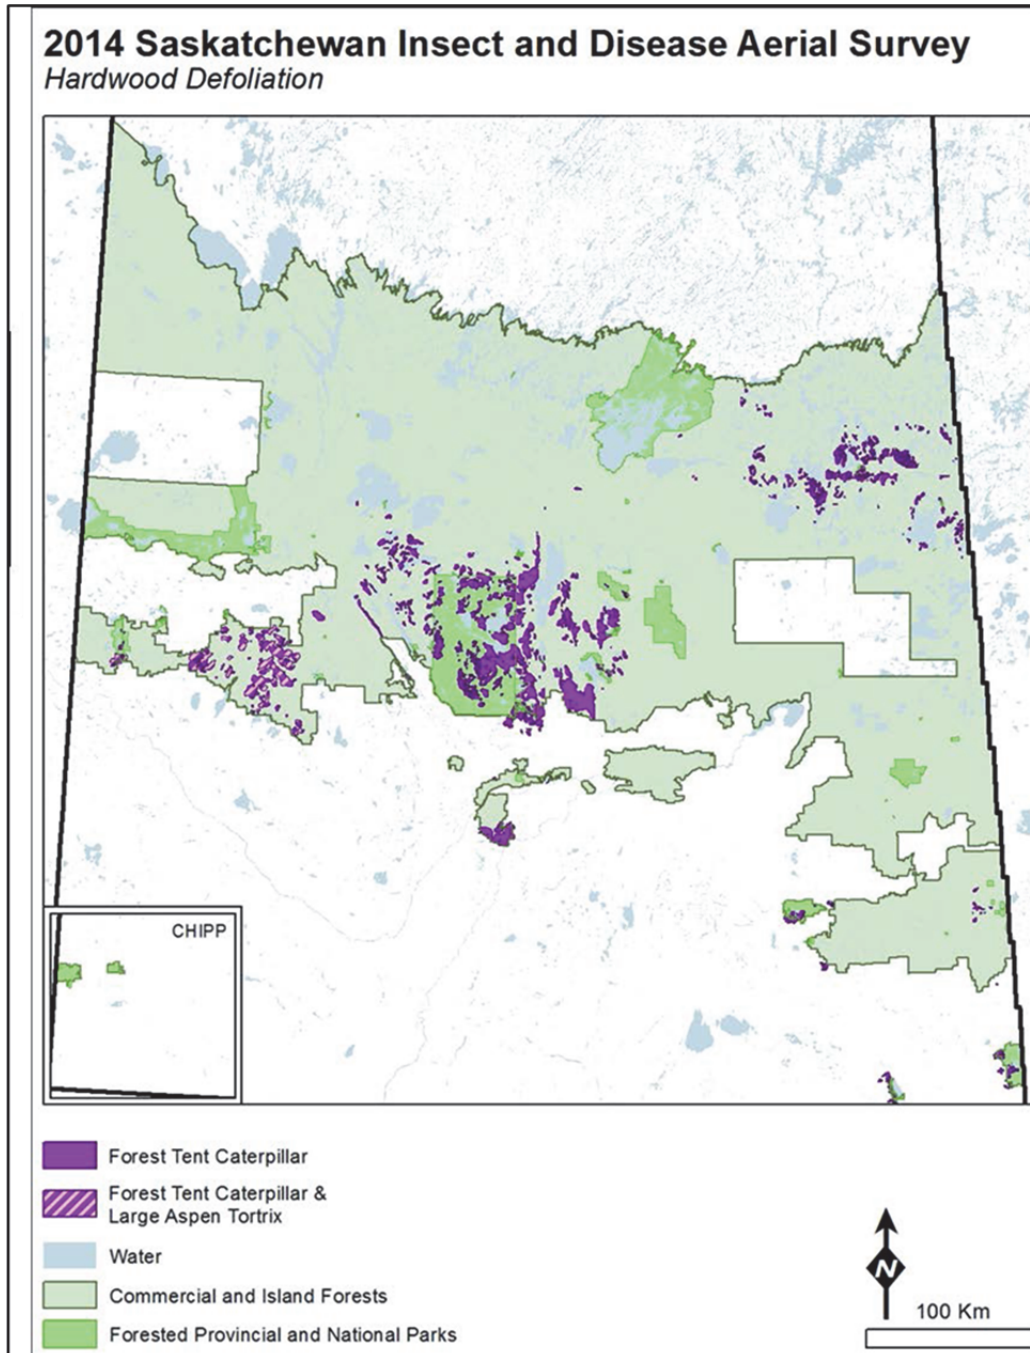 2014 Saskatchewan Insect and Disease Aerial Survey
Hardwood Defoliation
CHIPP
Forest Tent Caterpillar
Forest Tent Caterpillar &
Large Aspen Tortrix
Water
Commercial and Island Forests
Forested Provincial and National Parks
N
100 Km